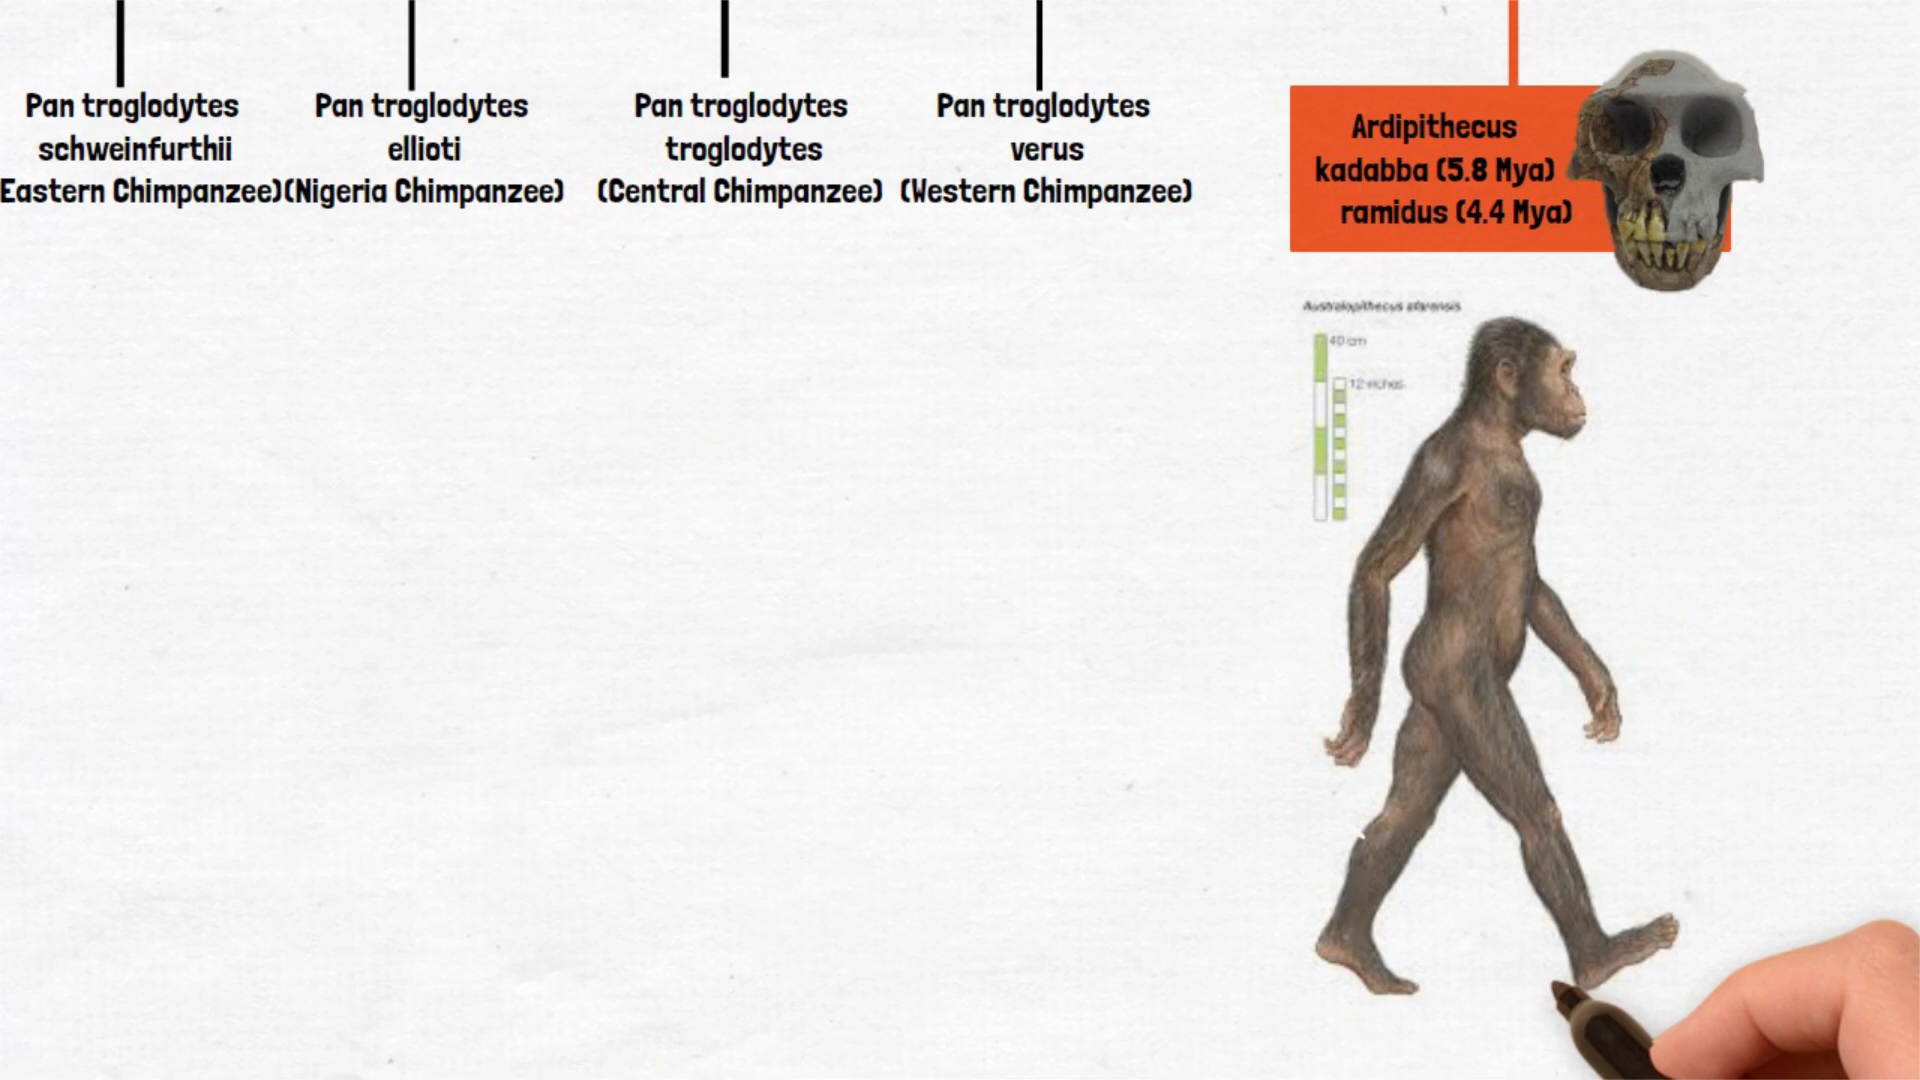 Pan troglodytes
schweinfurthii
Eastern Chimpanzee)
Pan troglodytes
ellioti
(Nigeria Chimpanzee)
Pan troglodytes
troglodytes
(Central Chimpanzee)
Pan troglodytes
verus
(Western Chimpanzee)
Ardipithecus
kadabba (5.8 Mya)
ramidus (4.4 Mya)
Australopithecus afarensis
40 cm
12 inches